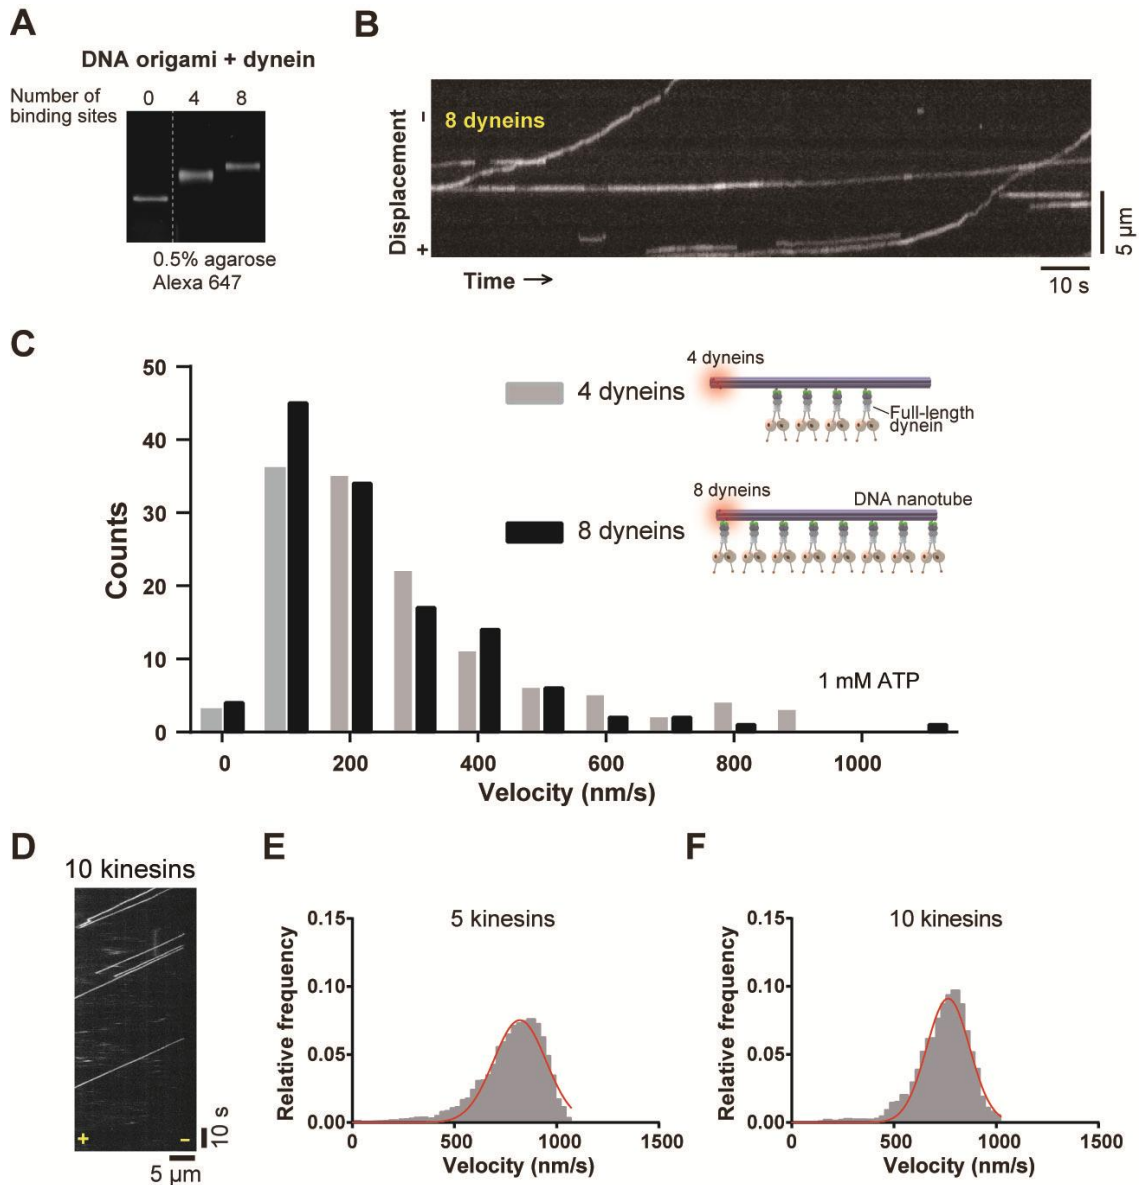 A
DNA origami + dynein
Number of
binding sites
0 4 8
0.5% agarose
Alexa 647
B
Displacement
-
+
8 dyneins
Time →
5 µm
10 s
C
Counts
50
40
30
20
10
0
0 200 400 600 800 1000
Velocity (nm/s)
4 dyneins
8 dyneins
4 dyneins
Full-length
dynein
8 dyneins
DNA nanotube
1 mM ATP
D
10 kinesins
+
-
10 s
5 µm
E
5 kinesins
Relative frequency
0.15
0.10
0.05
0.00
0 500 1000 1500
Velocity (nm/s)
F
10 kinesins
Relative frequency
0.15
0.10
0.05
0.00
0 500 1000 1500
Velocity (nm/s)